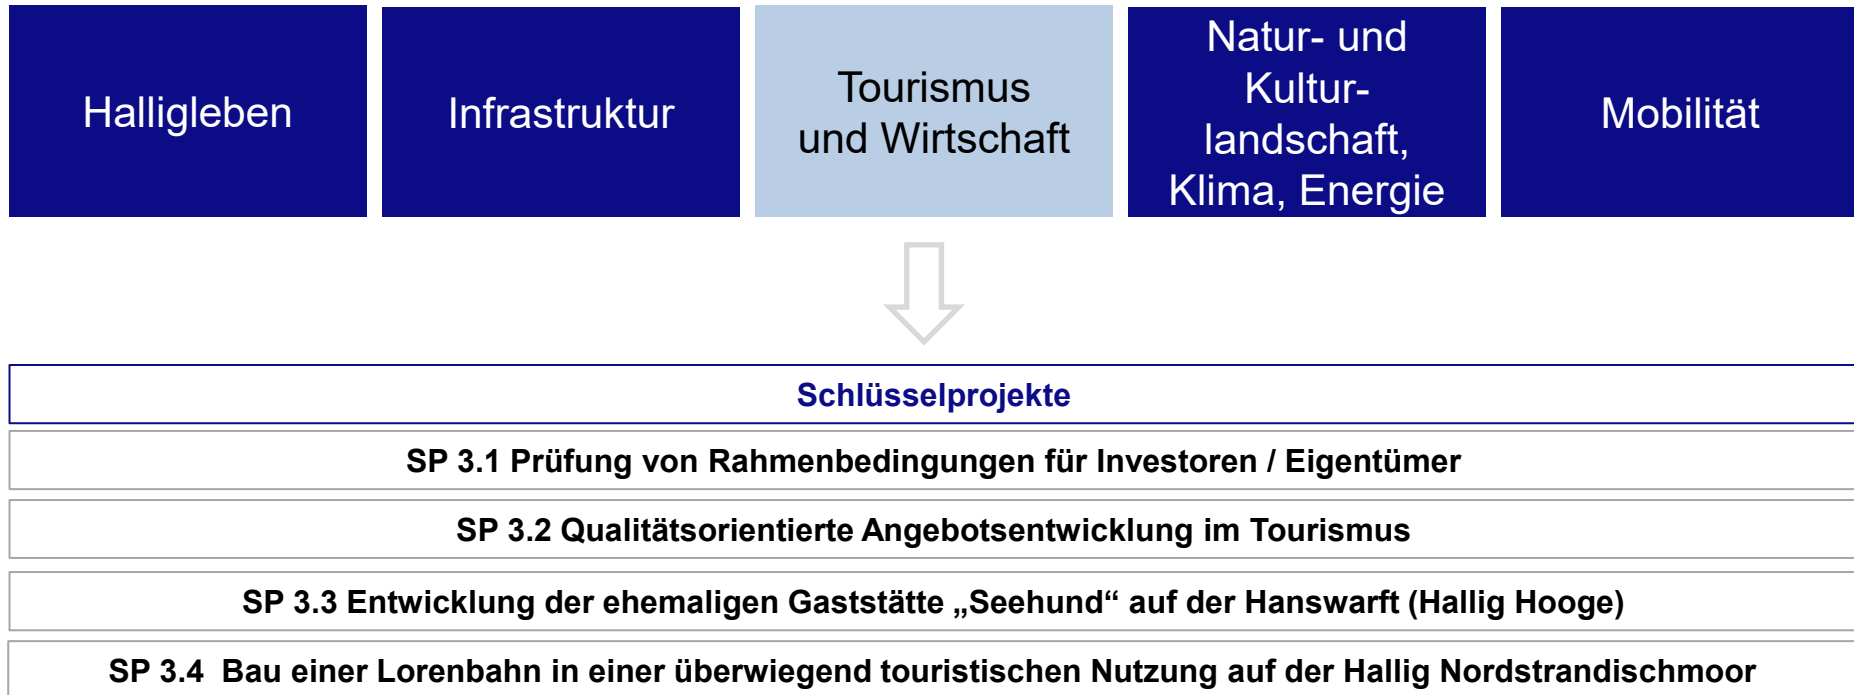 Halligleben
Infrastruktur
Tourismus
und Wirtschaft
Natur- und
Kultur-
landschaft,
Klima, Energie
Mobilität
Schlüsselprojekte
SP 3.1 Prüfung von Rahmenbedingungen für Investoren / Eigentümer
SP 3.2 Qualitätsorientierte Angebotsentwicklung im Tourismus
SP 3.3 Entwicklung der ehemaligen Gaststätte „Seehund“ auf der Hanswarft (Hallig Hooge)
SP 3.4 Bau einer Lorenbahn in einer überwiegend touristischen Nutzung auf der Hallig Nordstrandischmoor